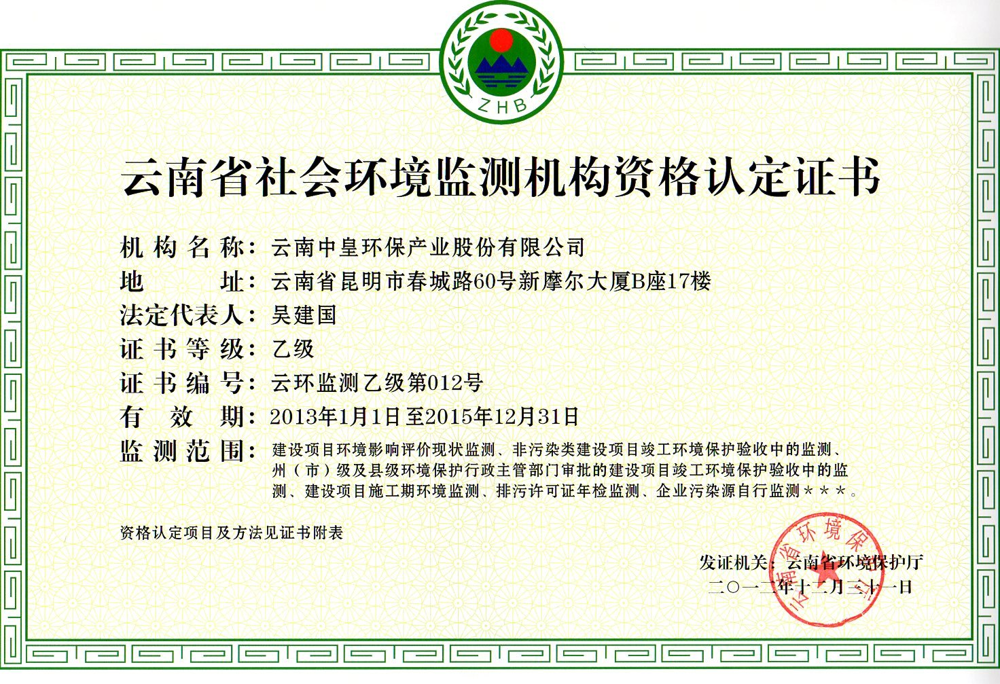 ZHB
云南省社会环境监测机构资格认定证书
机构名称：云南中皇环保产业股份有限公司
地址：云南省昆明市春城路60号新摩尔大厦B座17楼
法定代表人：吴建国
证书等级：乙级
证书编号：云环监测乙级第012号
有效期：2013年1月1日至2015年12月31日
监测范围：建设项目环境影响评价现状监测、非污染类建设项目竣工环境保护验收中的监测、
州（市）级及县级环境保护行政主管部门审批的建设项目竣工环境保护验收中的监
测、建设项目施工期环境监测、排污许可证年检监测、企业污染源自行监测＊＊＊。
资格认定项目及方法见证书附表
发证机关：云南省环境保护厅
二〇一二年十二月三十一日
云南省环境保护厅